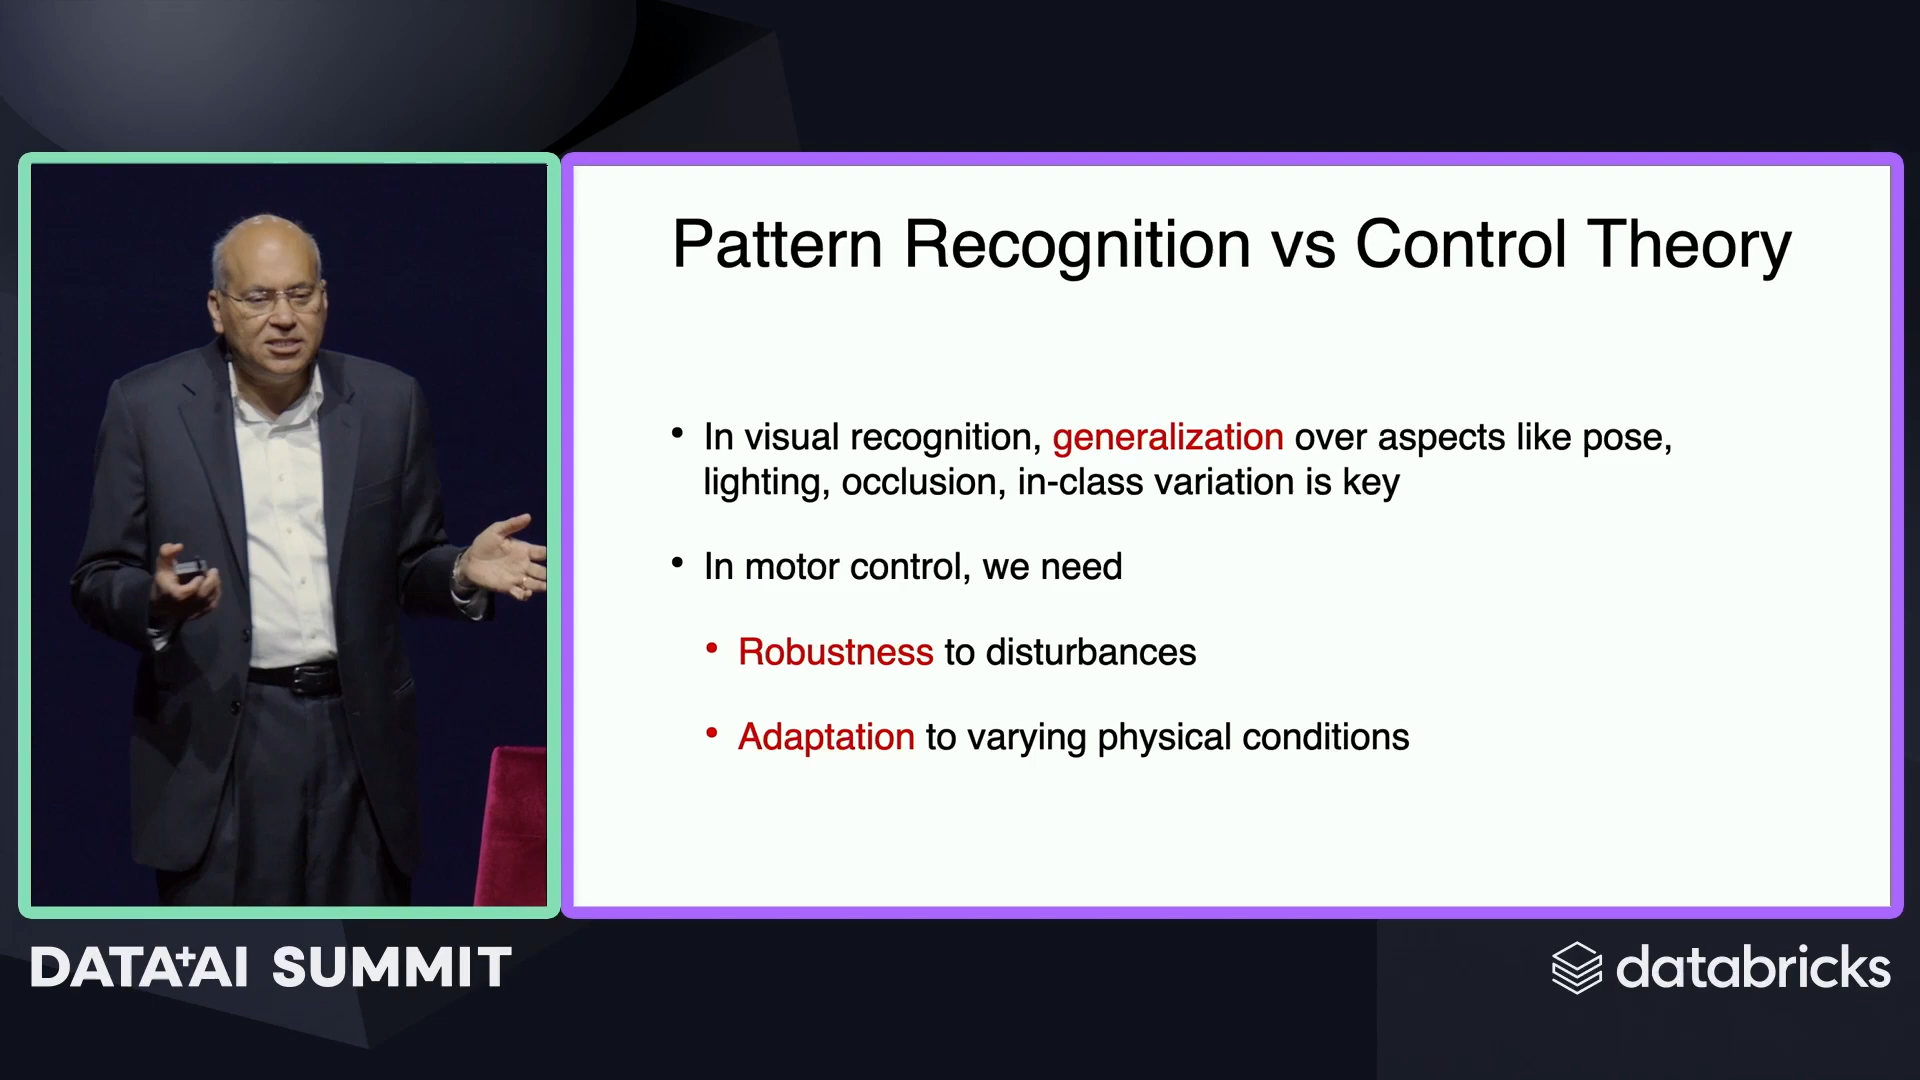 Pattern Recognition vs Control Theory
• In visual recognition, generalization over aspects like pose,
lighting, occlusion, in-class variation is key
• In motor control, we need
• Robustness to disturbances
• Adaptation to varying physical conditions
DATA+AI SUMMIT
databricks